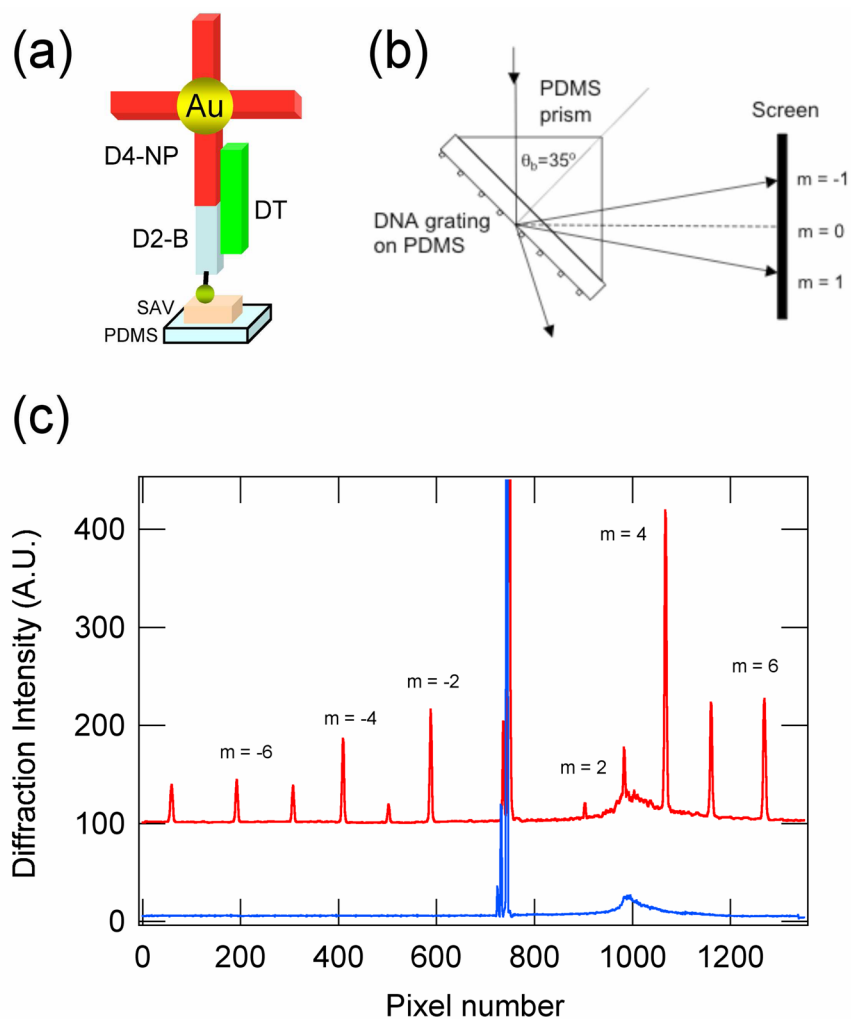 (a)
Au
D4-NP
DT
D2-B
SAV
PDMS
(b)
PDMS
prism
Screen
θb=35°
m = -1
DNA grating
on PDMS
m = 0
m = 1
(c)
Diffraction Intensity (A.U.)
400
300
200
100
0
m = 4
m = -2
m = 6
m = -4
m = 2
m = -6
0
200
400
600
800
1000
1200
Pixel number